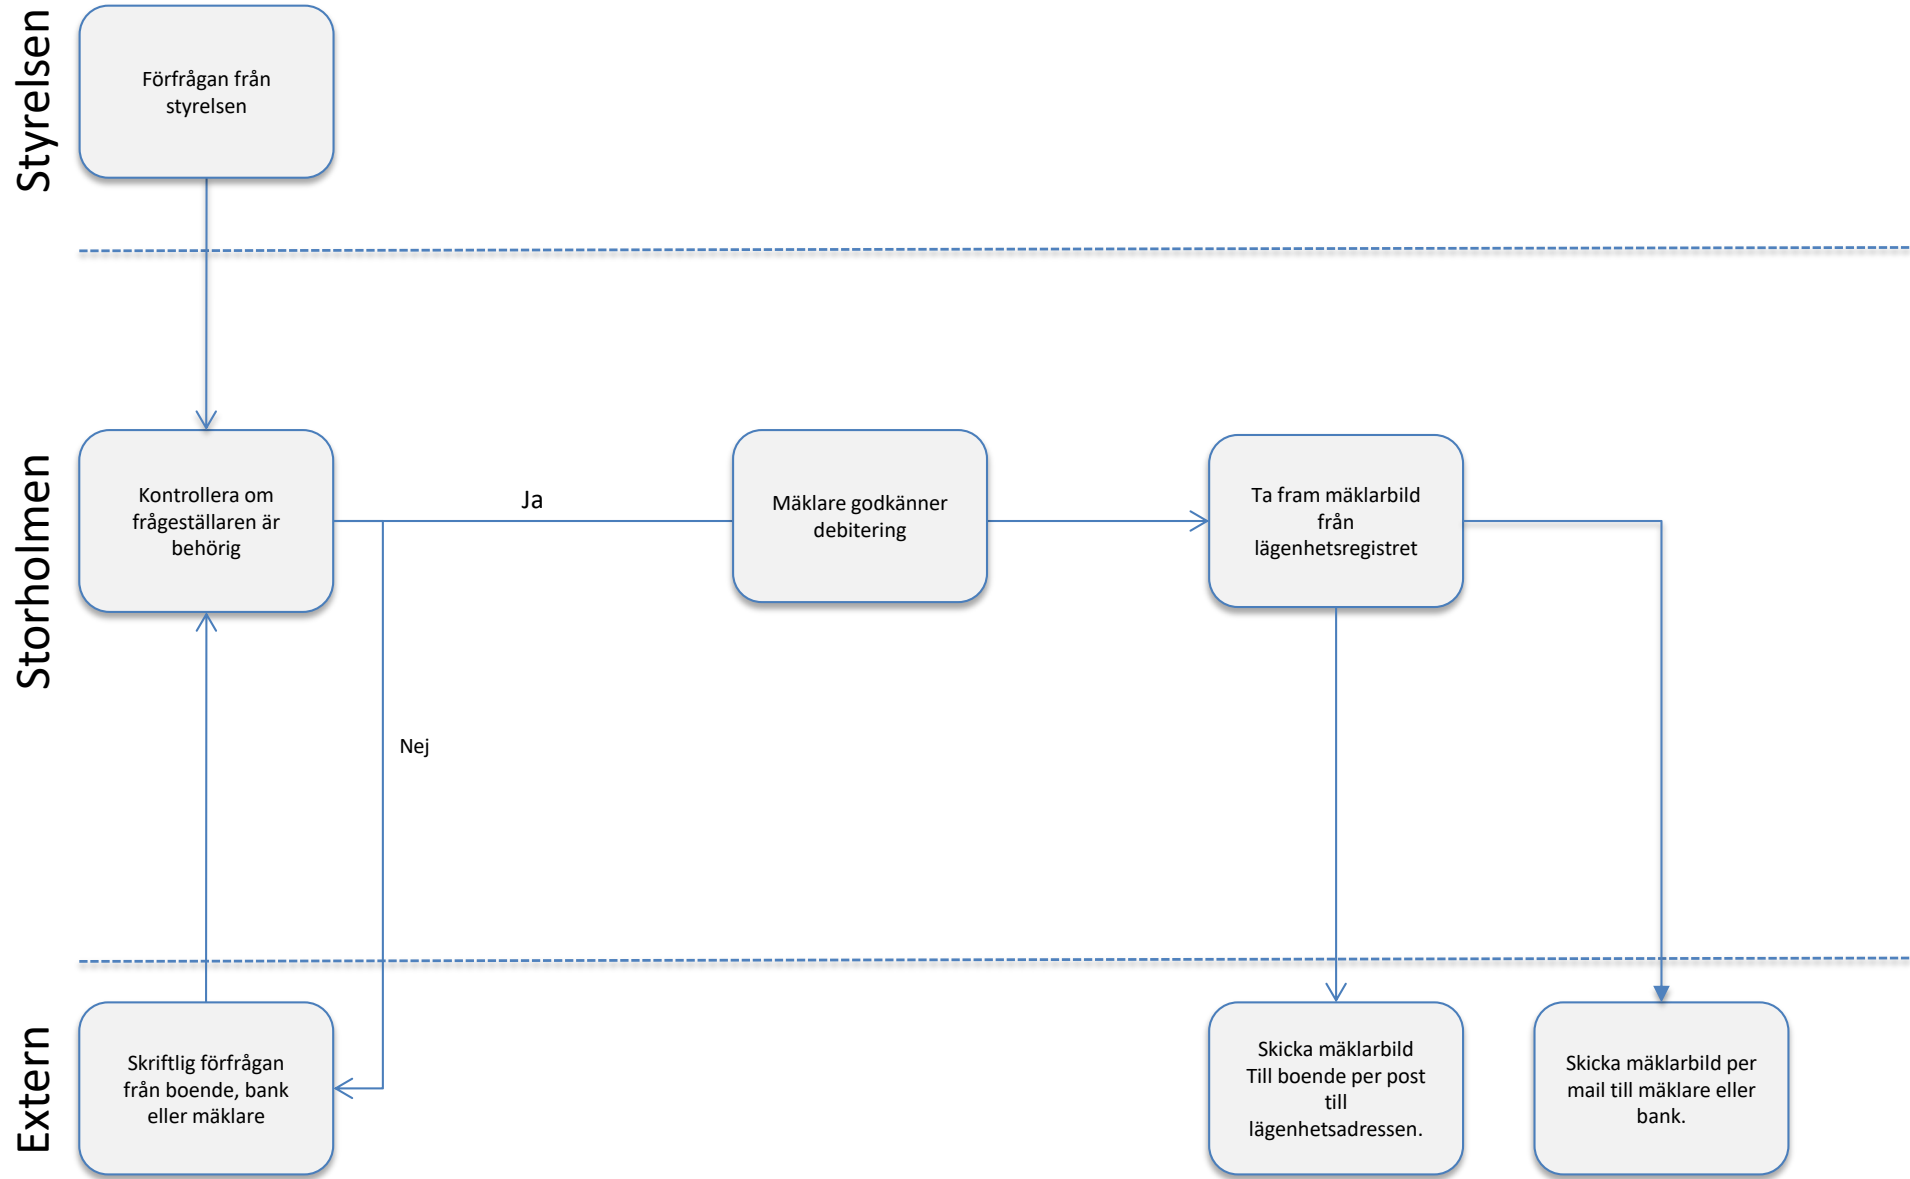 Styrelsen
Förfrågan från
styrelsen
Storholmen
Kontrollera om
frågeställaren är
behörig
Ja
Nej
Mäklare godkänner
debitering
Ta fram mäklarbild
från
lägenhetsregistret
Extern
Skriftlig förfrågan
från boende, bank
eller mäklare
Skicka mäklarbild
Till boende per post
till
lägenhetsadressen.
Skicka mäklarbild per
mail till mäklare eller
bank.